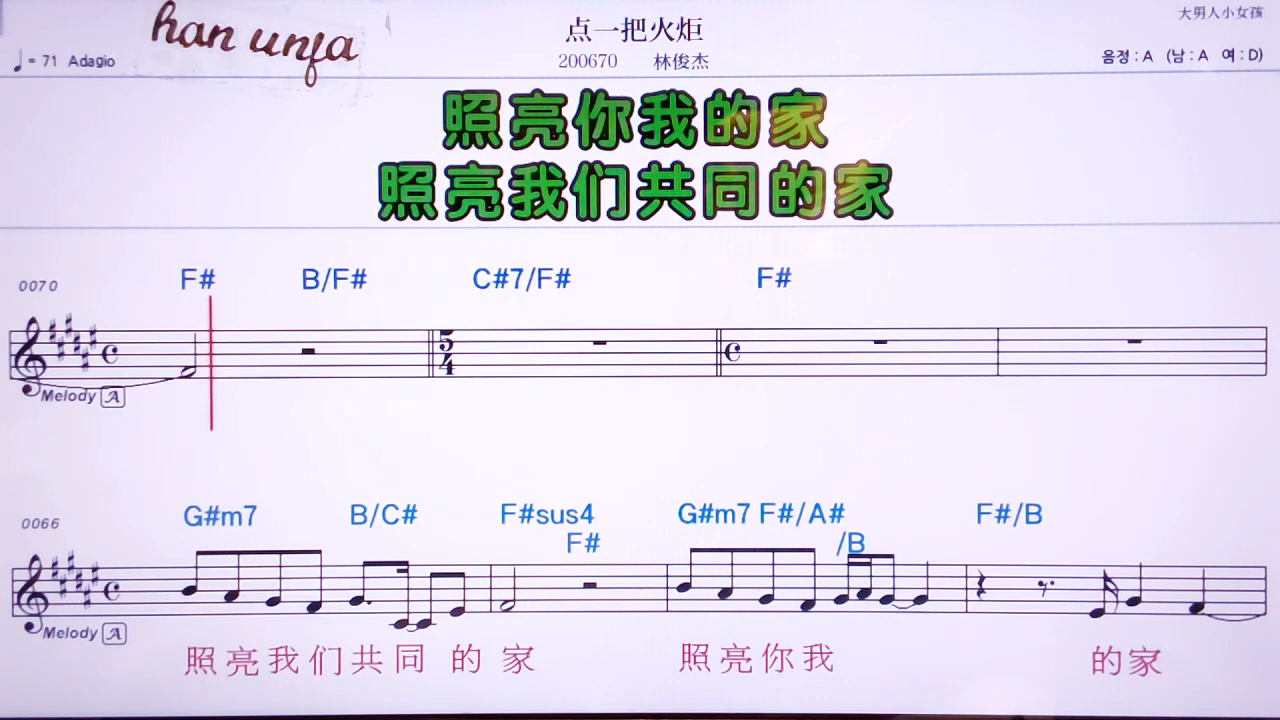 han unfa
点一把火炬
大男人小女孩
♩= 71 Adagio
200670 林俊杰
음정 : A (남 : A 여 : D)
照亮你我的家
照亮我们共同的家
0070
F# B/F# C#7/F# F#
5
4
Melody A
0066
G#m7 B/C# F#sus4 G#m7 F#/A# F#/B
F# /B
Melody A
照亮我们共同 的 家 照亮你我 的家